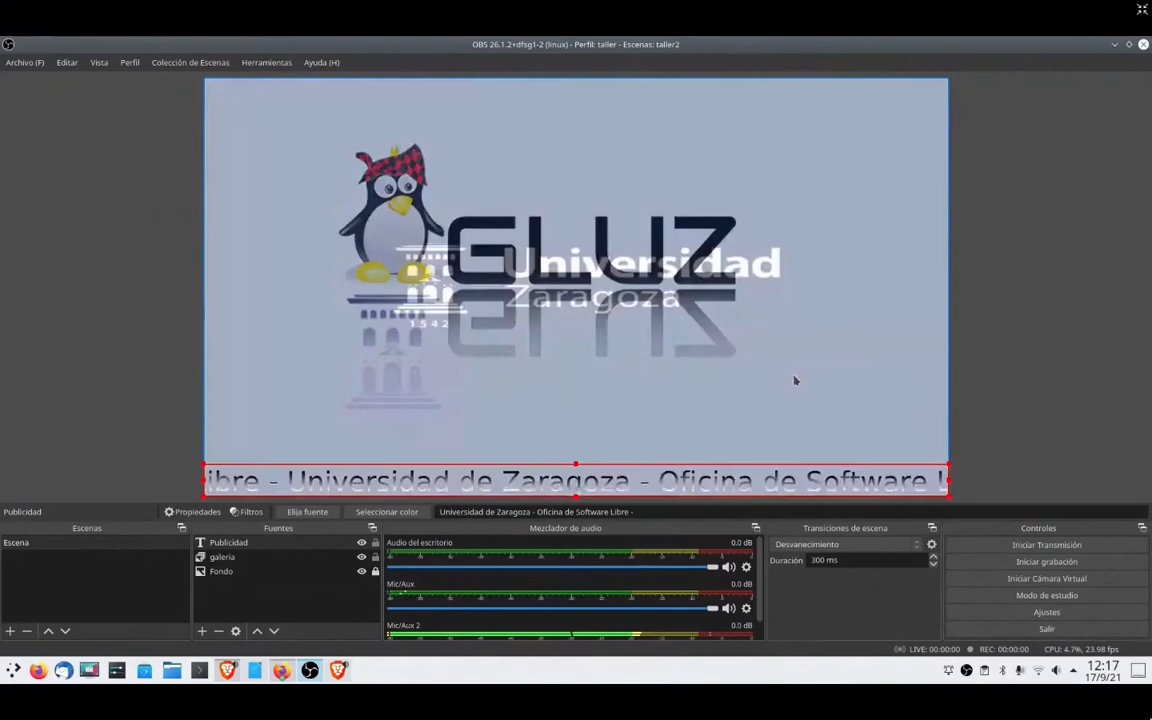 OBS 26.1.2+dfsg1-2 (linux) - Perfil: taller - Escenas: taller2
Archivo (F) Editar Vista Perfil Colección de Escenas Herramientas Ayuda (H)
GLUZ
Universidad
Zaragoza
1542
ibre - Universidad de Zaragoza - Oficina de Software L
Publicidad Propiedades Filtros Elija fuente Seleccionar color Universidad de Zaragoza - Oficina de Software Libre -
Escenas Fuentes Mezclador de audio Transiciones de escena Controles
Escena
Publicidad
galeria
Fondo
Audio del escritorio 0.0 dB
Mic/Aux 0.0 dB
Mic/Aux 2 0.0 dB
Desvanecimiento
Duración 300 ms
Iniciar Transmisión
Iniciar grabación
Iniciar Cámara Virtual
Modo de estudio
Ajustes
Salir
LIVE: 00:00:00 REC: 00:00:00 CPU: 4.7%, 23.98 fps
12:17
17/9/21